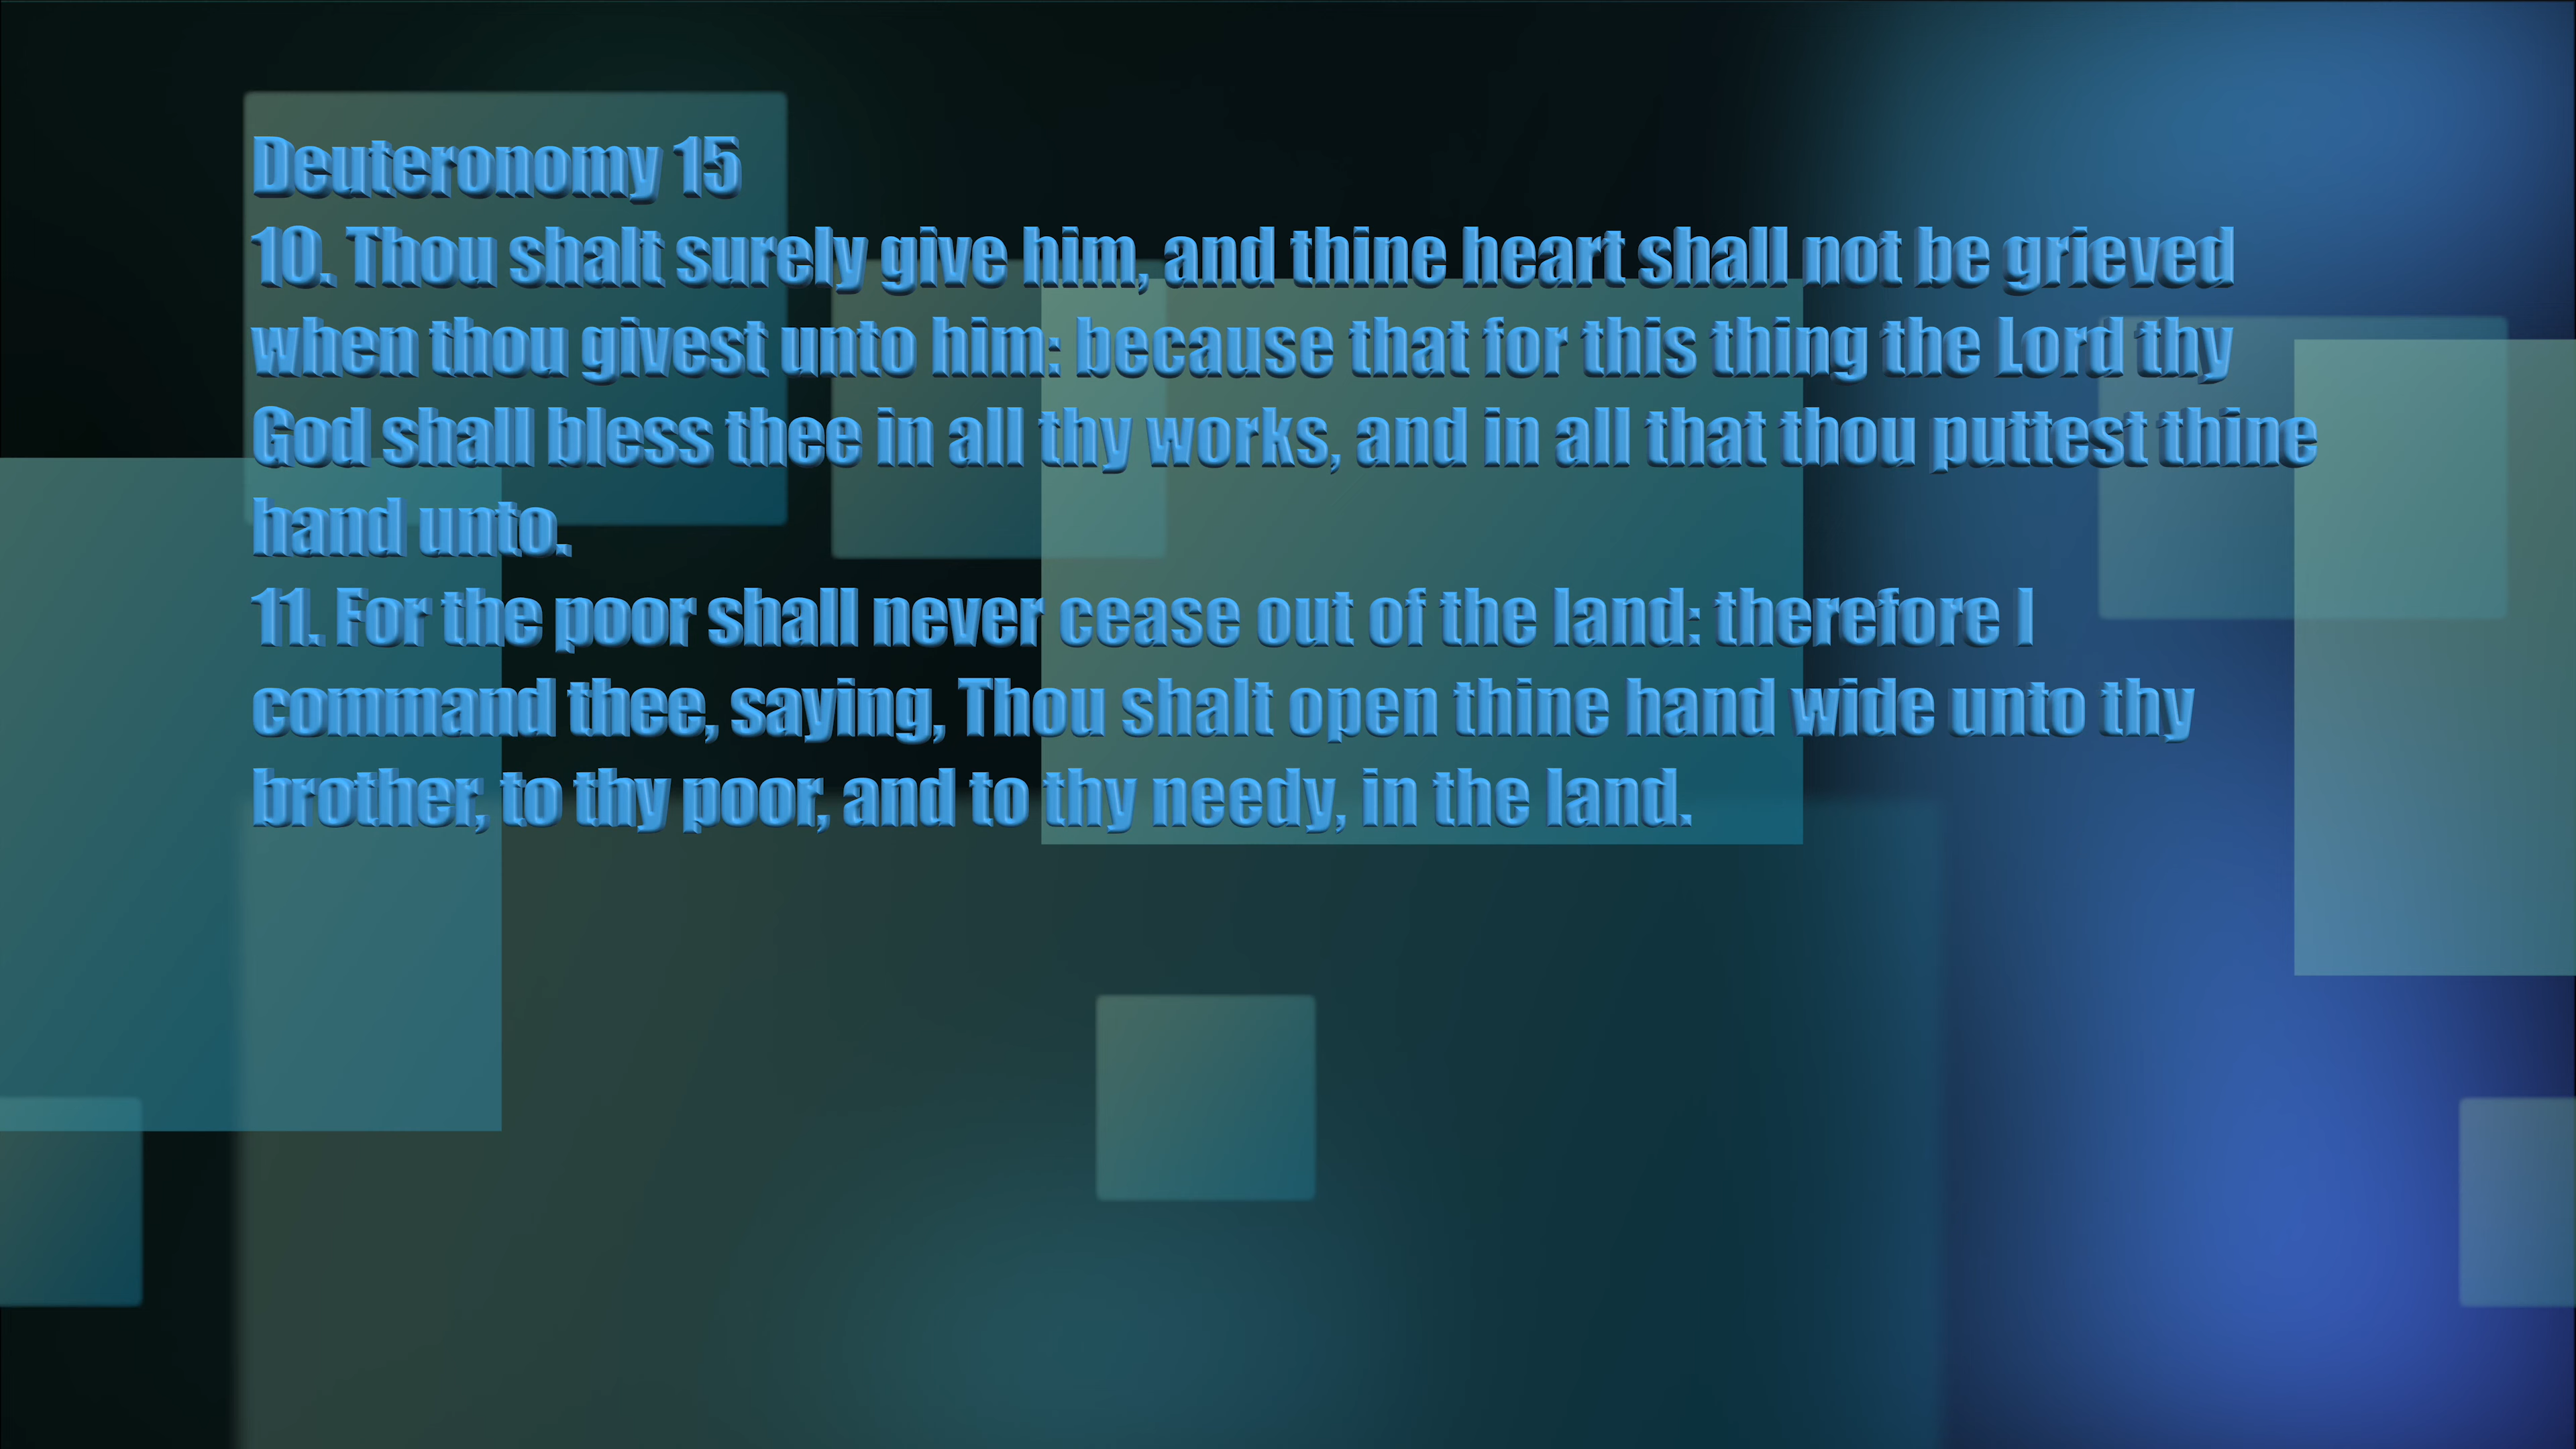 Deuteronomy 15
10. Thou shalt surely give him, and thine heart shall not be grieved
when thou givest unto him: because that for this thing the Lord thy
God shall bless thee in all thy works, and in all that thou puttest thine
hand unto.
11. For the poor shall never cease out of the land: therefore I
command thee, saying, Thou shalt open thine hand wide unto thy
brother, to thy poor, and to thy needy, in the land.